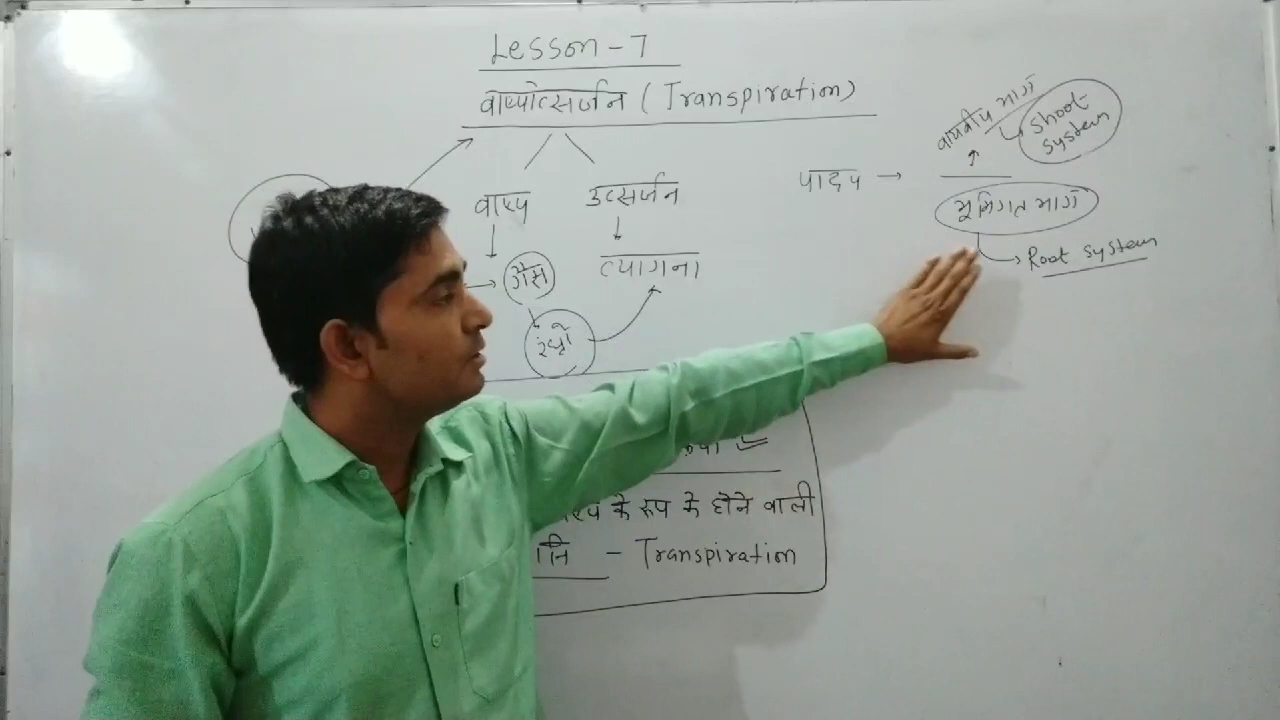 Lesson - 7
वाष्पोत्सर्जन ( Transpiration )
वाष्प उत्सर्जन
गैस त्यागना
रंध्रों
पादप →
वायवीय भाग
Shoot
system
भूमिगत भाग
Root system
के रूप के होने वाली
- Transpiration